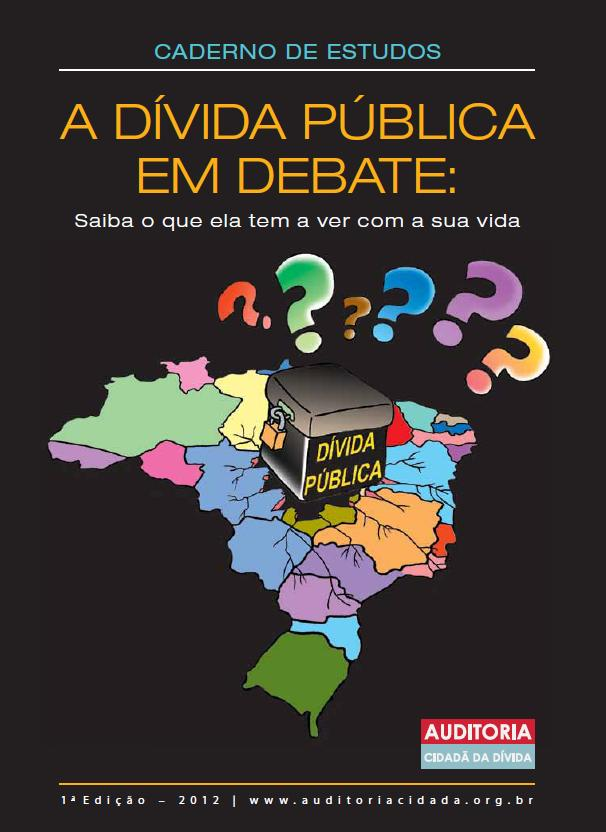 CADERNO DE ESTUDOS
A DÍVIDA PÚBLICA
EM DEBATE:
Saiba o que ela tem a ver com a sua vida
? ? ? ? ? ?
DÍVIDA
PÚBLICA
AUDITORIA
CIDADÃ DA DÍVIDA
1ª Edição – 2012 | www.auditoriacidada.org.br